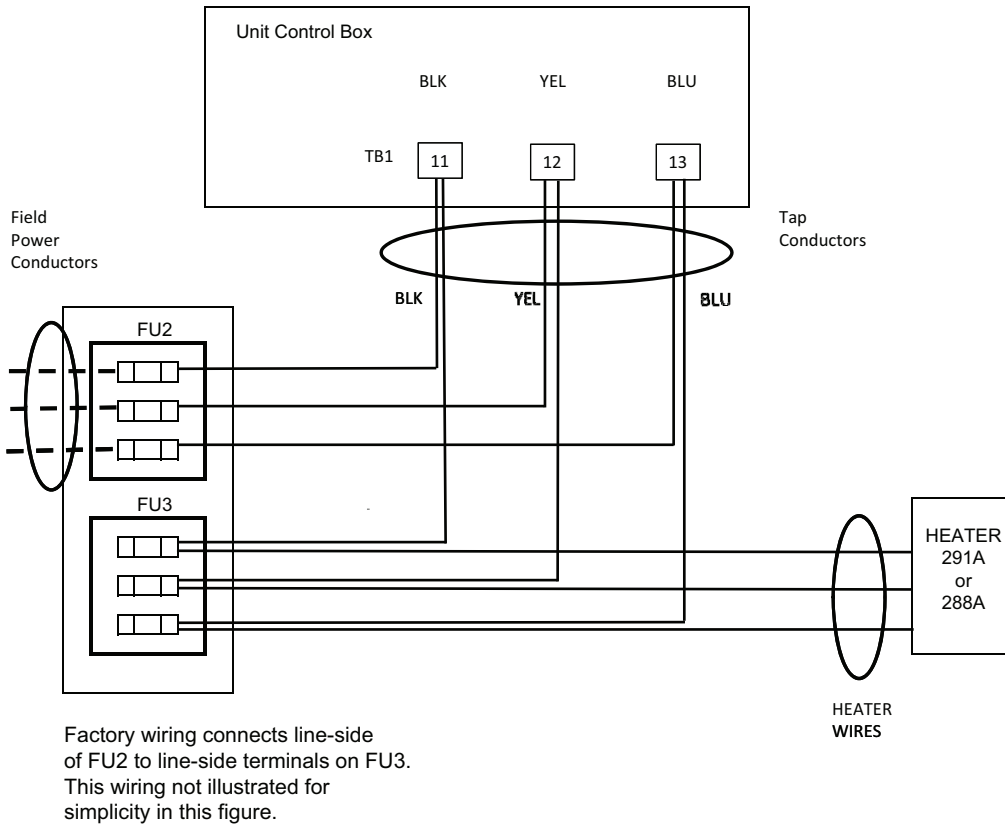 Unit Control Box
BLK
YEL
BLU
TB1
11
12
13
Field
Power
Conductors
Tap
Conductors
BLK
YEL
BLU
FU2
FU3
HEATER
291A
or
288A
HEATER
WIRES
Factory wiring connects line-side
of FU2 to line-side terminals on FU3.
This wiring not illustrated for
simplicity in this figure.